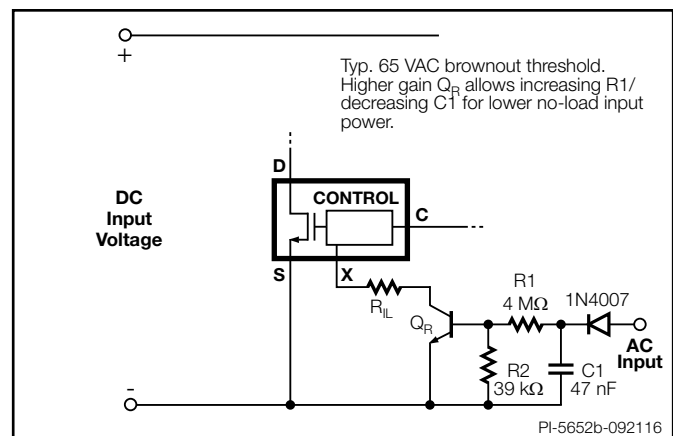 +
Typ. 65 VAC brownout threshold.
Higher gain QR allows increasing R1/
decreasing C1 for lower no-load input
power.
D
CONTROL
C
DC
Input
Voltage
S
X
RIL
QR
R1
4 MΩ
1N4007
AC
Input
R2
39 kΩ
C1
47 nF
-
PI-5652b-092116